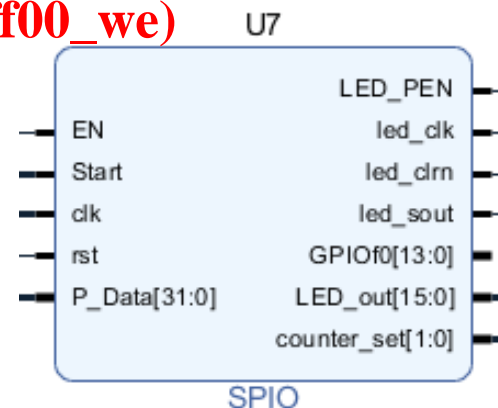 ff00_we)
U7
LED_PEN
EN
led_clk
Start
led_clrn
clk
led_sout
rst
GPIOf0[13:0]
P_Data[31:0]
LED_out[15:0]
counter_set[1:0]
SPIO